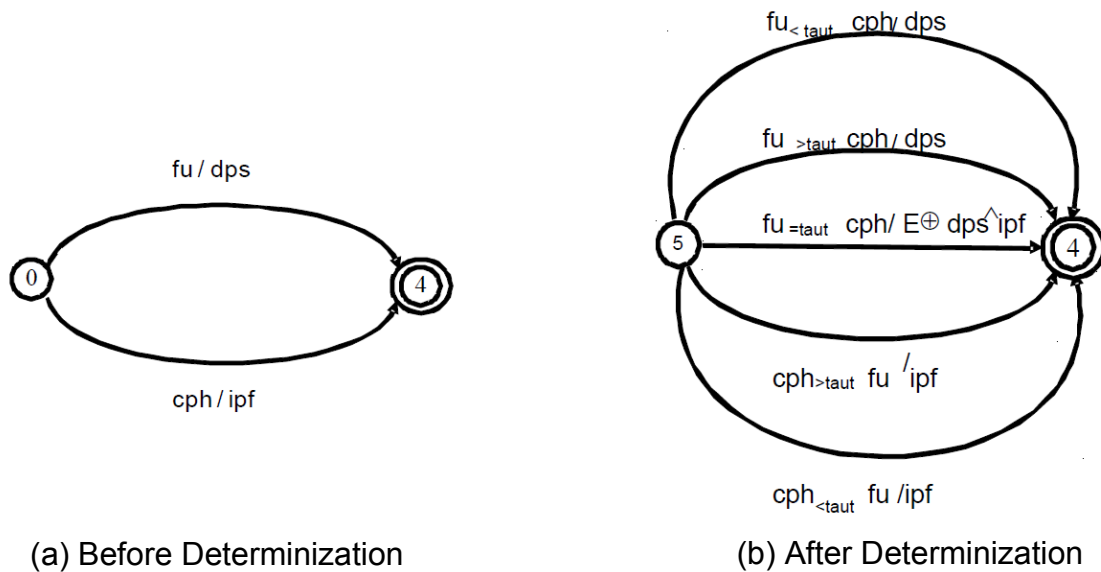 fu / dps
0
4
cph / ipf
(a) Before Determinization
fu< taut cph/ dps
fu >taut cph/ dps
fu =taut cph/ E⊕ dps^ipf
5
4
cph>taut fu /ipf
cph<taut fu /ipf
(b) After Determinization